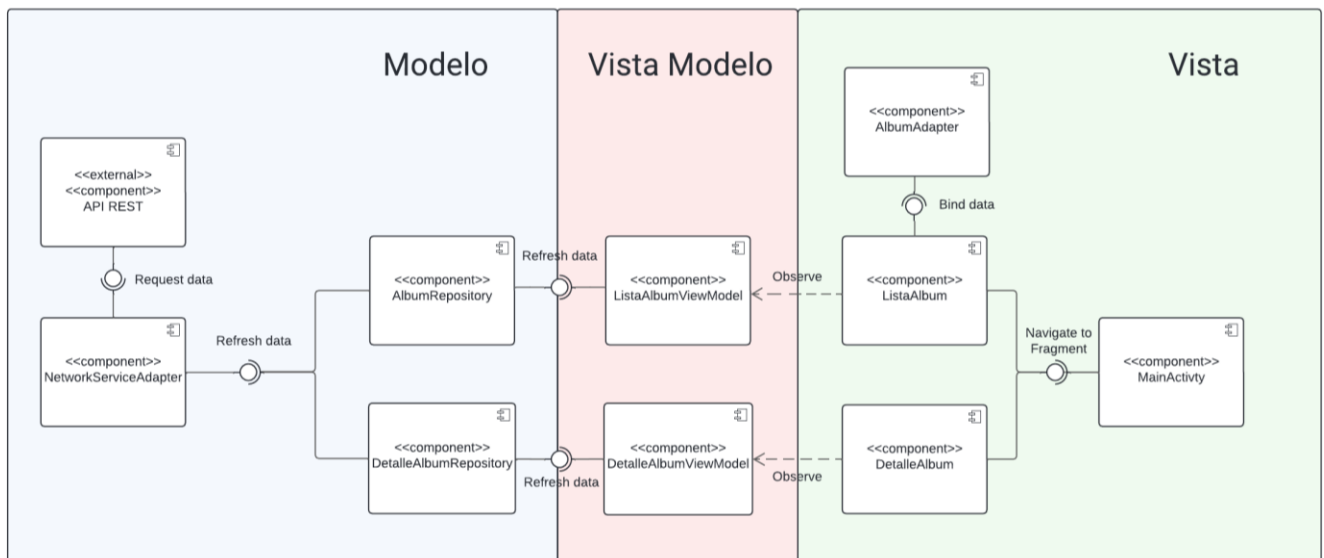 Modelo
Vista Modelo
Vista
<<component>>
AlbumAdapter
<<external>>
<<component>>
API REST
Bind data
Request data
Refresh data
<<component>>
AlbumRepository
<<component>>
ListaAlbumViewModel
Observe
<<component>>
ListaAlbum
Refresh data
<<component>>
NetworkServiceAdapter
Navigate to
Fragment
<<component>>
MainActivty
<<component>>
DetalleAlbumRepository
Refresh data
<<component>>
DetalleAlbumViewModel
Observe
<<component>>
DetalleAlbum